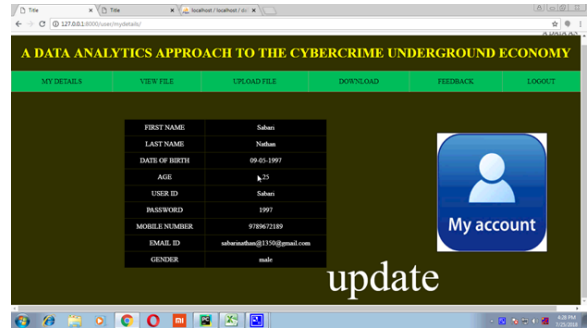 Title
Title
localhost / localhost / d
127.0.0.1:8000/user/mydetails/
A DATA ANALYTICS APPROACH TO THE CYBERCRIME UNDERGROUND ECONOMY
MY DETAILS VIEW FILE UPLOAD FILE DOWNLOAD FEEDBACK LOGOUT
FIRST NAME Sabari
LAST NAME Nathan
DATE OF BIRTH 09-05-1997
AGE 25
USER ID Sabari
PASSWORD 1997
MOBILE NUMBER 9789672189
EMAIL ID sabarinathan@1350@gmail.com
GENDER male
My account
update
4:28 PM